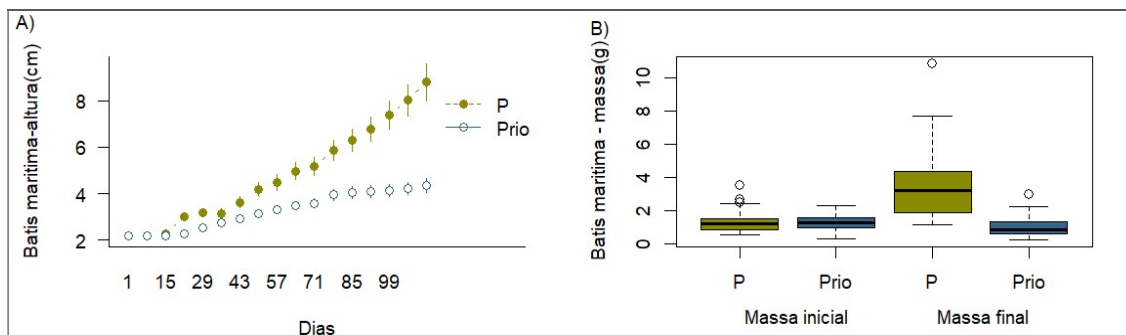 A)
Batis maritima-altura(cm)
8
6
4
2
1 15 29 43 57 71 85 99
Dias
P
Prio
B)
Batis maritima - massa(g)
10
8
6
4
2
0
P Prio P Prio
Massa inicial Massa final